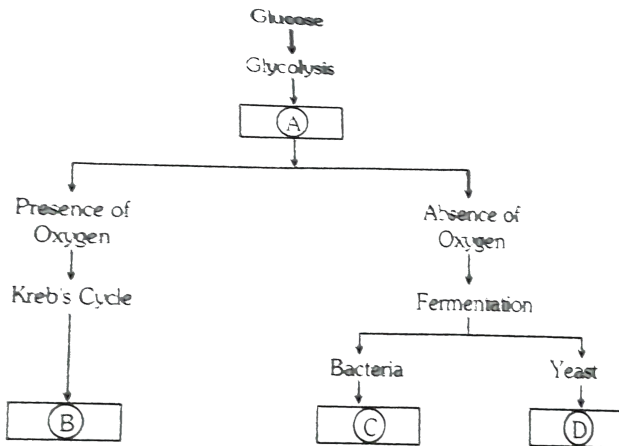 Glucose
Glycolysis
A
Presence of
Oxygen
Absence of
Oxygen
Kreb's Cycle
Fermentation
Bacteria
Yeast
B
C
D